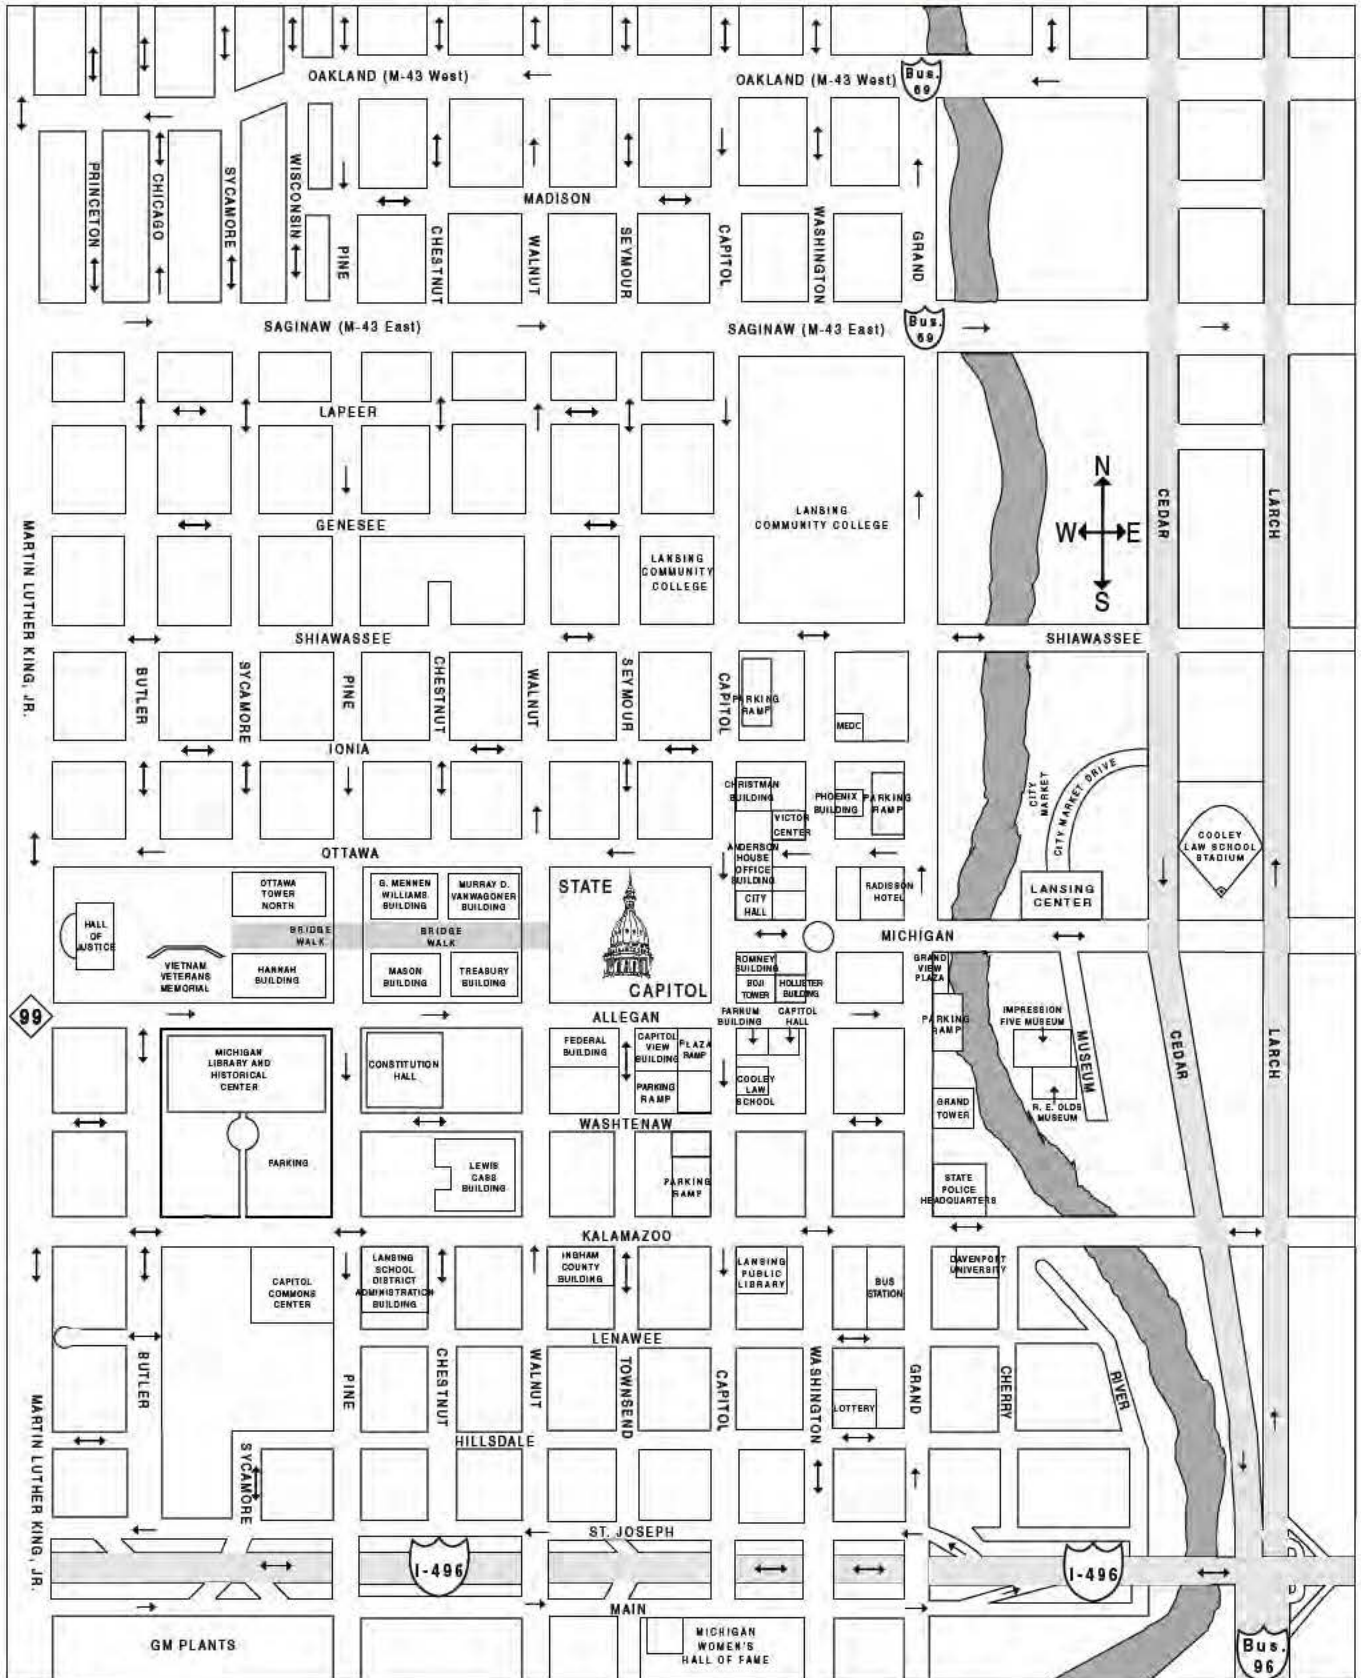 OAKLAND (M-43 West)
OAKLAND (M-43 West)
Bus.
69
PRINCETON
CHICAGO
SYCAMORE
WISCONSIN
PINE
CHESTNUT
WALNUT
SEYMOUR
CAPITOL
WASHINGTON
GRAND
MADISON
SAGINAW (M-43 East)
SAGINAW (M-43 East)
Bus.
69
LAPEER
GENESEE
LANSING
COMMUNITY COLLEGE
LANSING
COMMUNITY
COLLEGE
N
W
E
S
CEDAR
LARCH
MARTIN LUTHER KING, JR.
SHIAWASSEE
SHIAWASSEE
BUTLER
SYCAMORE
PINE
CHESTNUT
WALNUT
SEYMOUR
CAPITOL
PARKING
RAMP
MEDC
IONIA
CHRISTMAN
BUILDING
VICTOR
CENTER
PHOENIX
BUILDING
PARKING
RAMP
CITY
MARKET
CITY MARKET DRIVE
COOLEY
LAW SCHOOL
STADIUM
OTTAWA
ANDERSON
HOUSE
OFFICE
BUILDING
CITY
HALL
RADISSON
HOTEL
LANSING
CENTER
HALL
OF
JUSTICE
OTTAWA
TOWER
NORTH
G. MENNEN
WILLIAMS
BUILDING
MURRAY D.
VANWAGONER
BUILDING
STATE
CAPITOL
BRIDGE
WALK
BRIDGE
WALK
MICHIGAN
VIETNAM
VETERANS
MEMORIAL
HANNAH
BUILDING
MASON
BUILDING
TREASURY
BUILDING
ROMNEY
BUILDING
BOJI
TOWER
HOLLISTER
BUILDING
GRAND
VIEW
PLAZA
99
ALLEGAN
FARNUM
BUILDING
CAPITOL
HALL
PARKING
RAMP
IMPRESSION
FIVE MUSEUM
MUSEUM
CEDAR
LARCH
MICHIGAN
LIBRARY AND
HISTORICAL
CENTER
CONSTITUTION
HALL
FEDERAL
BUILDING
CAPITOL
VIEW
BUILDING
PLAZA
RAMP
PARKING
RAMP
COOLEY
LAW
SCHOOL
GRAND
TOWER
R. E. OLDS
MUSEUM
WASHTENAW
PARKING
LEWIS
CASS
BUILDING
PARKING
RAMP
STATE
POLICE
HEADQUARTERS
KALAMAZOO
CAPITOL
COMMONS
CENTER
LANSING
SCHOOL
DISTRICT
ADMINISTRATION
BUILDING
INGHAM
COUNTY
BUILDING
LANSING
PUBLIC
LIBRARY
BUS
STATION
DAVENPORT
UNIVERSITY
LENAWEE
MARTIN LUTHER KING, JR.
BUTLER
PINE
CHESTNUT
WALNUT
TOWNSEND
CAPITOL
WASHINGTON
LOTTERY
GRAND
CHERRY
RIVER
HILLSDALE
SYCAMORE
ST. JOSEPH
I-496
I-496
MAIN
GM PLANTS
MICHIGAN
WOMEN'S
HALL OF FAME
Bus.
96